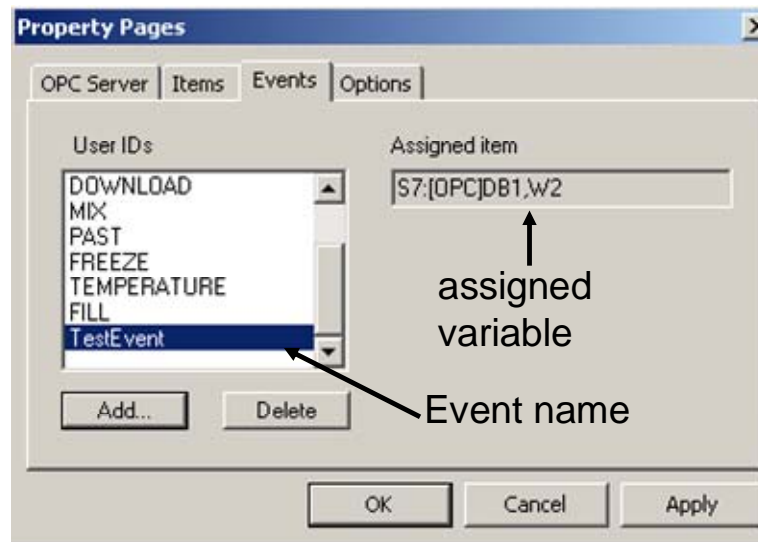 Property Pages
OPC Server Items Events Options
User IDs
Assigned item
DOWNLOAD
MIX
PAST
FREEZE
TEMPERATURE
FILL
TestEvent
S7:[OPC]DB1,W2
assigned
variable
Event name
Add...
Delete
OK
Cancel
Apply